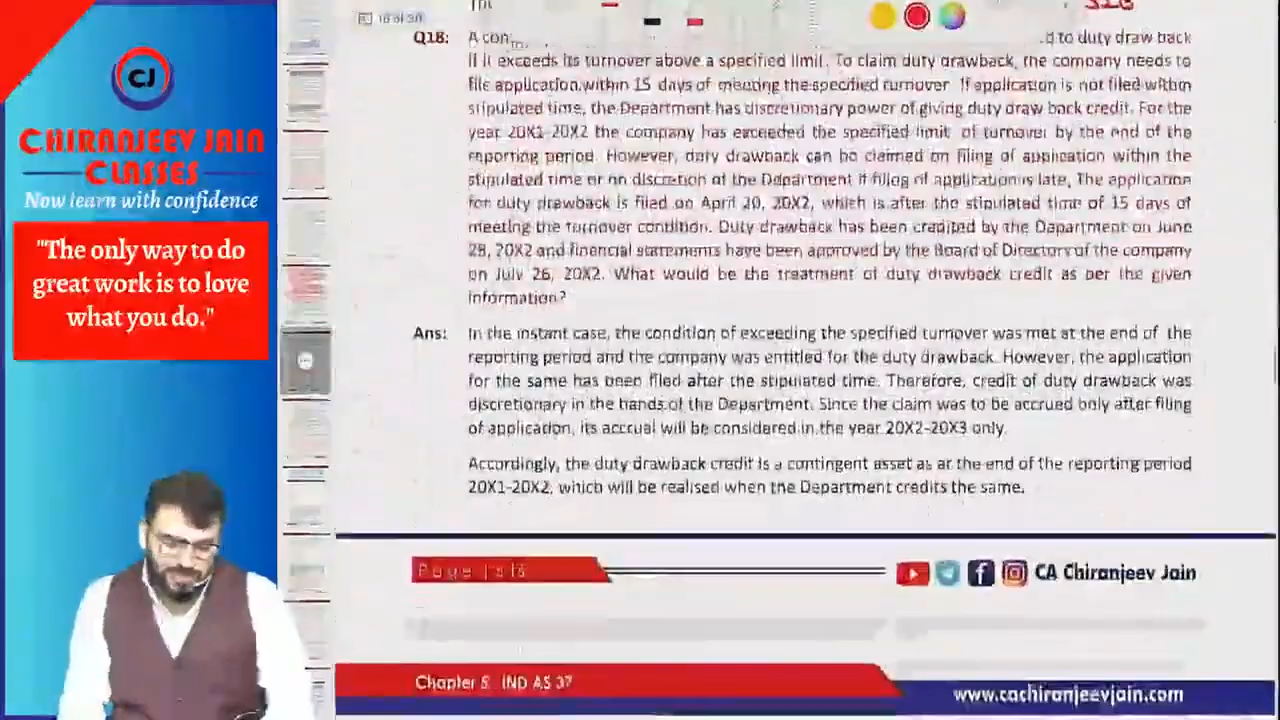 CJ
CHIRANJEEV JAIN
CLASSES
Now learn with confidence
"The only way to do
great work is to love
what you do."
Q18: A d to duty draw back
if it exceeds its turnover above a specified limit. To claim duty drawback, the company needs to
file application within 15 days of meeting the specified turnover If application is not filed within
stipulated time, the Department has discretionary power of giving duty draw back credit. For the
year 20X1-20X2 the company has exceeded the specified limit of turnover by the end of the
reporting period. However, duty drawback can be claimed on filing of application within the
stipulated time or on discretion of the Department if filing of application is late. The application
for duty drawback is filed on April 20, 20X2, which is after the stipulated time of 15 days of
meeting the turnover condition. Duty drawback has been credited by the Department on June
20X2 and financial statements have been approved by the Board of Directors of the company
on July 26, 20X2. What would be the treatment of duty drawback credit as per the given
information?
Ans: In the instant case, the condition of exceeding the specified turnover was met at the end of the
reporting period and the company was entitled for the duty drawback. However, the application
for the same has been filed after the stipulated time. Therefore, credit of duty drawback was
discretionary in the hands of the Department. Since the claim was to be accrued only after filing
of application, its accrual will be considered in the year 20X2-20X3 only.
Accordingly, the duty drawback credit is a contingent asset as at the end of the reporting period
20X1-20X2, which will be realised when the Department credits the same.
Page
CA Chiranjeev Jain
Chapter 5 IND AS 37
www.cachiranjeevjain.com